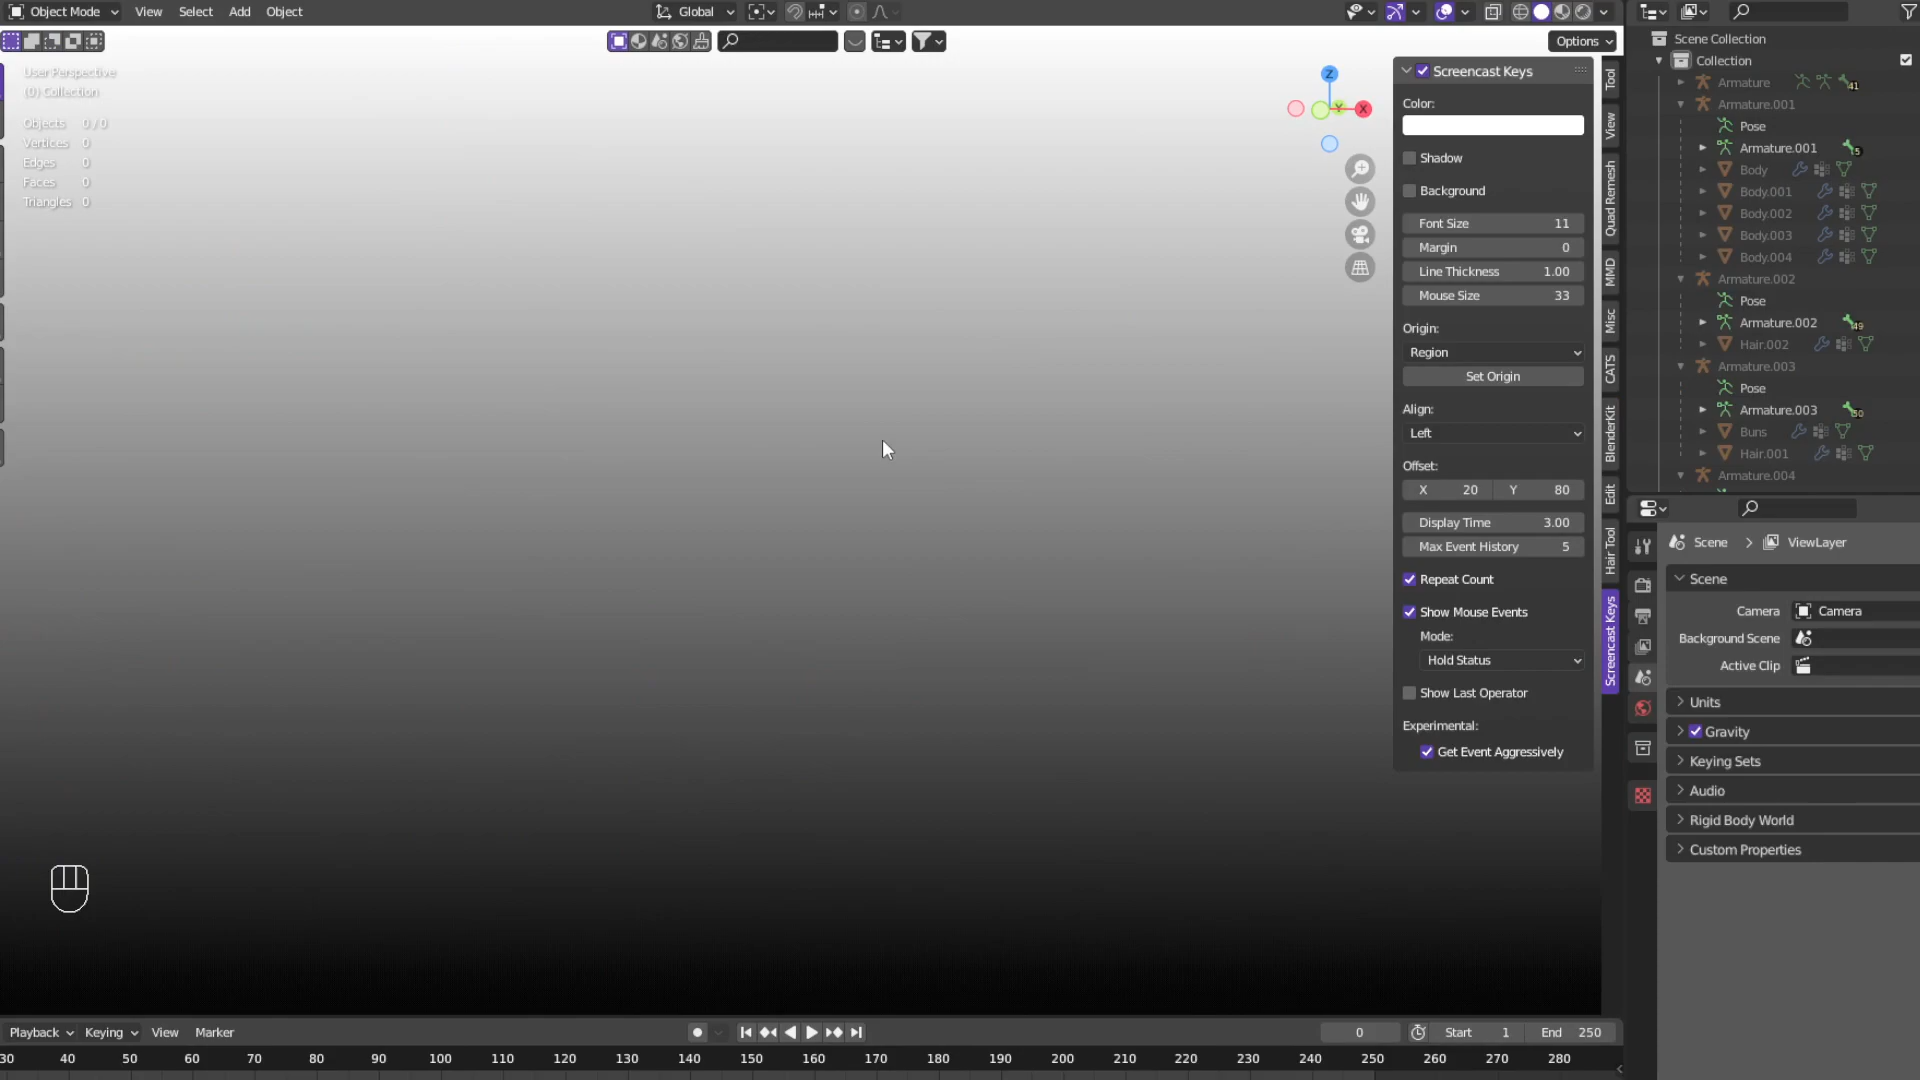 Object Mode View Select Add Object Global
Options
User Perspective
(0) Collection
Objects 0 / 0
Vertices 0
Edges 0
Faces 0
Triangles 0
Z
Y
X
Screencast Keys
Color:
Shadow
Background
Font Size 11
Margin 0
Line Thickness 1.00
Mouse Size 33
Origin:
Region
Set Origin
Align:
Left
Offset:
X 20 Y 80
Display Time 3.00
Max Event History 5
Repeat Count
Show Mouse Events
Mode:
Hold Status
Show Last Operator
Experimental:
Get Event Aggressively
Tool
View
Quad Remesh
MMD
Misc
CATS
BlenderKit
Edit
Hair Tool
Screencast Keys
Scene Collection
Collection
Armature 41
Armature.001
Pose
Armature.001 5
Body
Body.001
Body.002
Body.003
Body.004
Armature.002
Pose
Armature.002 49
Hair.002
Armature.003
Pose
Armature.003 50
Buns
Hair.001
Armature.004
Scene > ViewLayer
Scene
Camera Camera
Background Scene
Active Clip
Units
Gravity
Keying Sets
Audio
Rigid Body World
Custom Properties
Playback Keying View Marker 0 Start 1 End 250
30 40 50 60 70 80 90 100 110 120 130 140 150 160 170 180 190 200 210 220 230 240 250 260 270 280